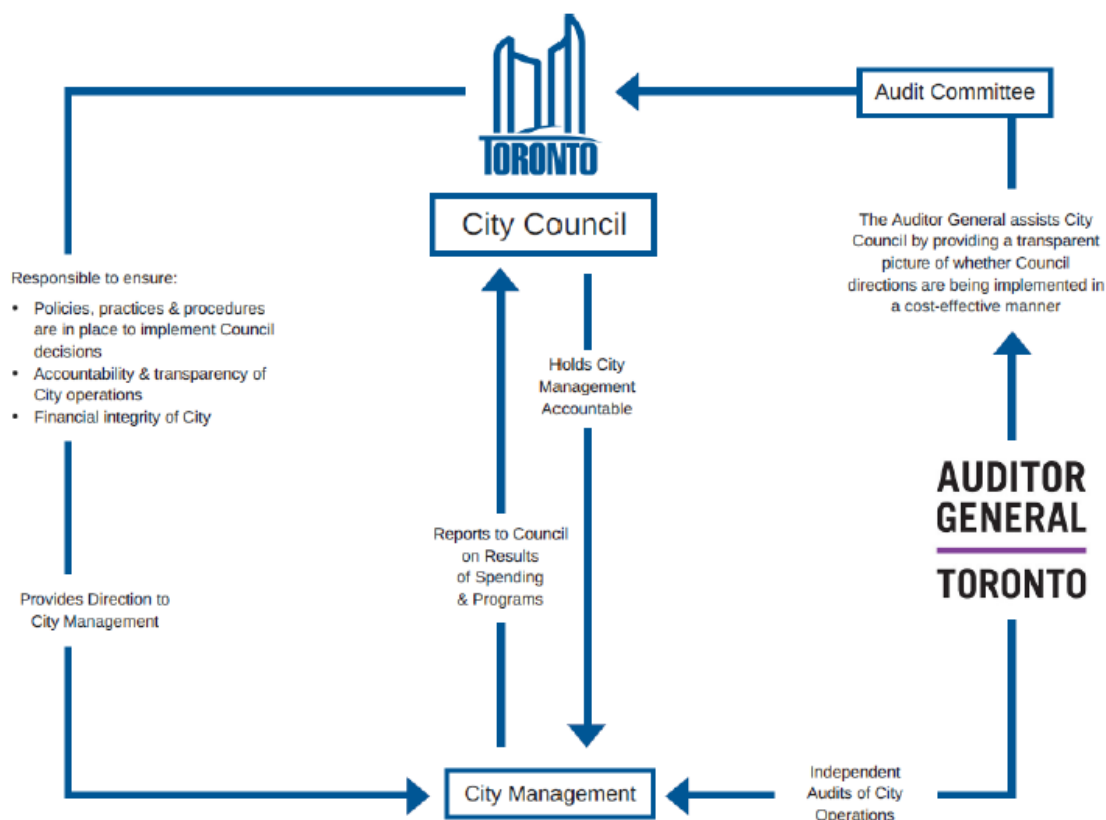 TORONTO
City Council
Audit Committee
The Auditor General assists City
Council by providing a transparent
picture of whether Council
directions are being implemented in
a cost-effective manner
Responsible to ensure:
• Policies, practices & procedures
are in place to implement Council
decisions
• Accountability & transparency of
City operations
• Financial integrity of City
Holds City
Management
Accountable
AUDITOR
GENERAL
TORONTO
Reports to Council
on Results
of Spending
& Programs
Provides Direction to
City Management
City Management
Independent
Audits of City
Operations